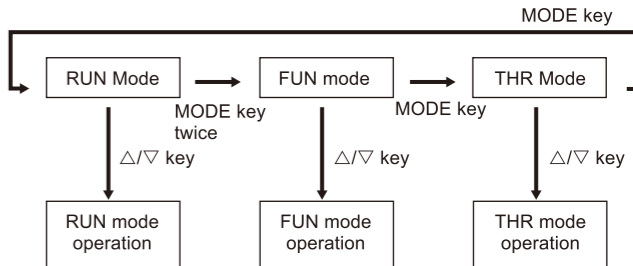 MODE key
RUN Mode
FUN mode
THR Mode
MODE key
twice
MODE key
△/▽ key
△/▽ key
△/▽ key
RUN mode
operation
FUN mode
operation
THR mode
operation